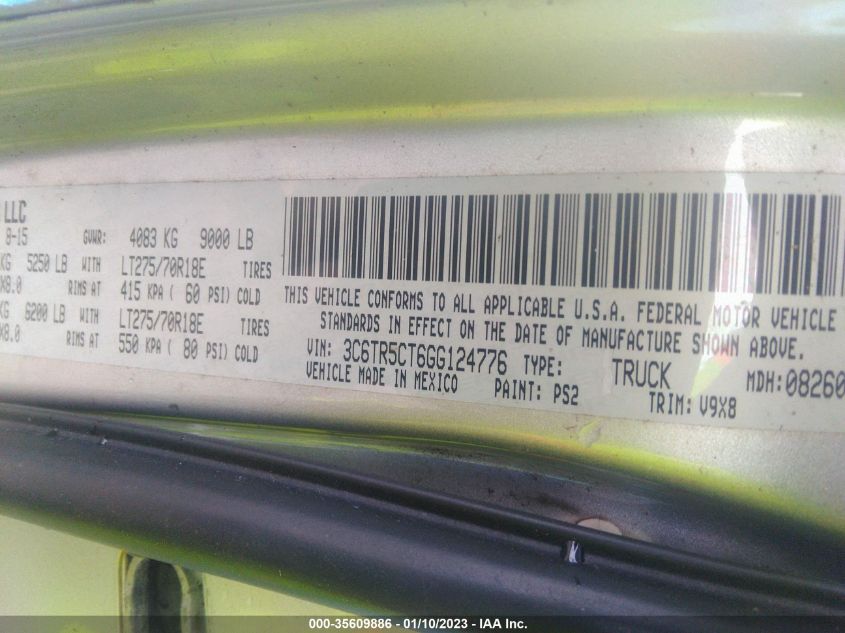 LLC
8-15 GVWR: 4083 KG 9000 LB
KG 5250 LB WITH LT275/70R18E TIRES
X8.0 RIMS AT 415 KPA ( 60 PSI) COLD
KG 6200 LB WITH LT275/70R18E TIRES
X8.0 RIMS AT 550 KPA ( 80 PSI) COLD
THIS VEHICLE CONFORMS TO ALL APPLICABLE U.S.A. FEDERAL MOTOR VEHICLE
STANDARDS IN EFFECT ON THE DATE OF MANUFACTURE SHOWN ABOVE.
VIN: 3C6TR5CT6GG124776 TYPE: TRUCK MDH:08260
VEHICLE MADE IN MEXICO PAINT: PS2 TRIM: V9X8
000-35609886 - 01/10/2023 - IAA Inc.